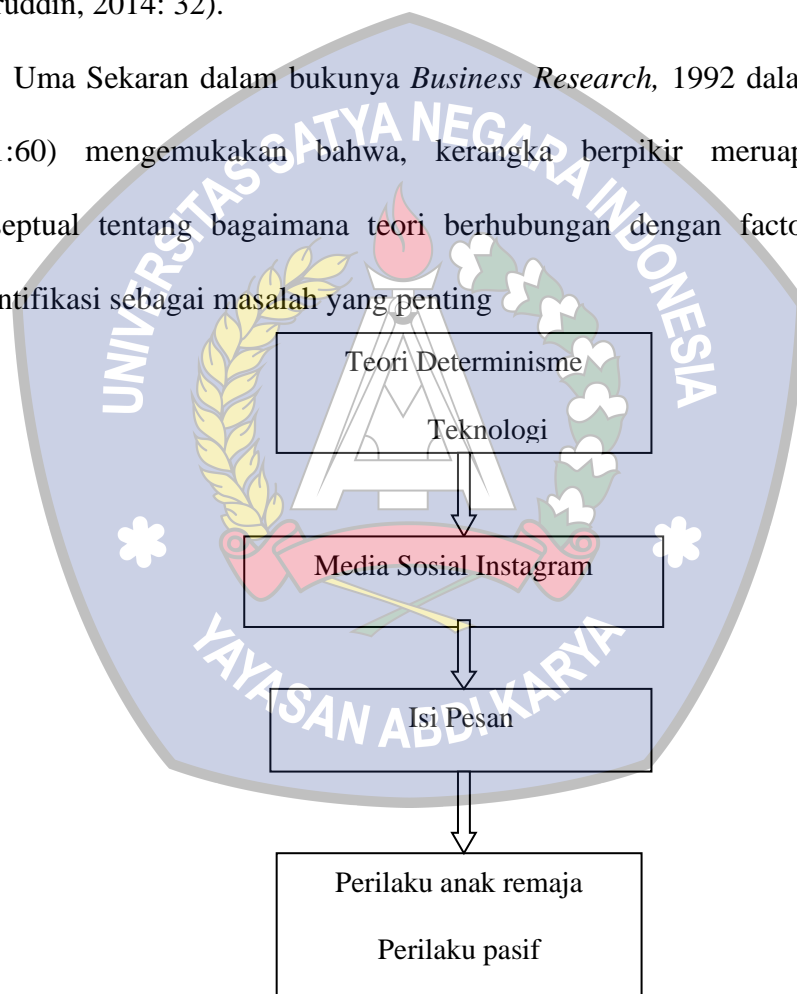 ruddin, 2014: 32).
Uma Sekaran dalam bukunya Business Research, 1992 dala
:60) mengemukakan bahwa, kerangka berpikir meruap
septual tentang bagaimana teori berhubungan dengan facto
ntifikasi sebagai masalah yang penting
UNIVERSITAS SATYA NEGARA INDONESIA
Teori Determinisme
Teknologi
Media Sosial Instagram
Isi Pesan
YAYASAN ABDI KARYA
Perilaku anak remaja
Perilaku pasif